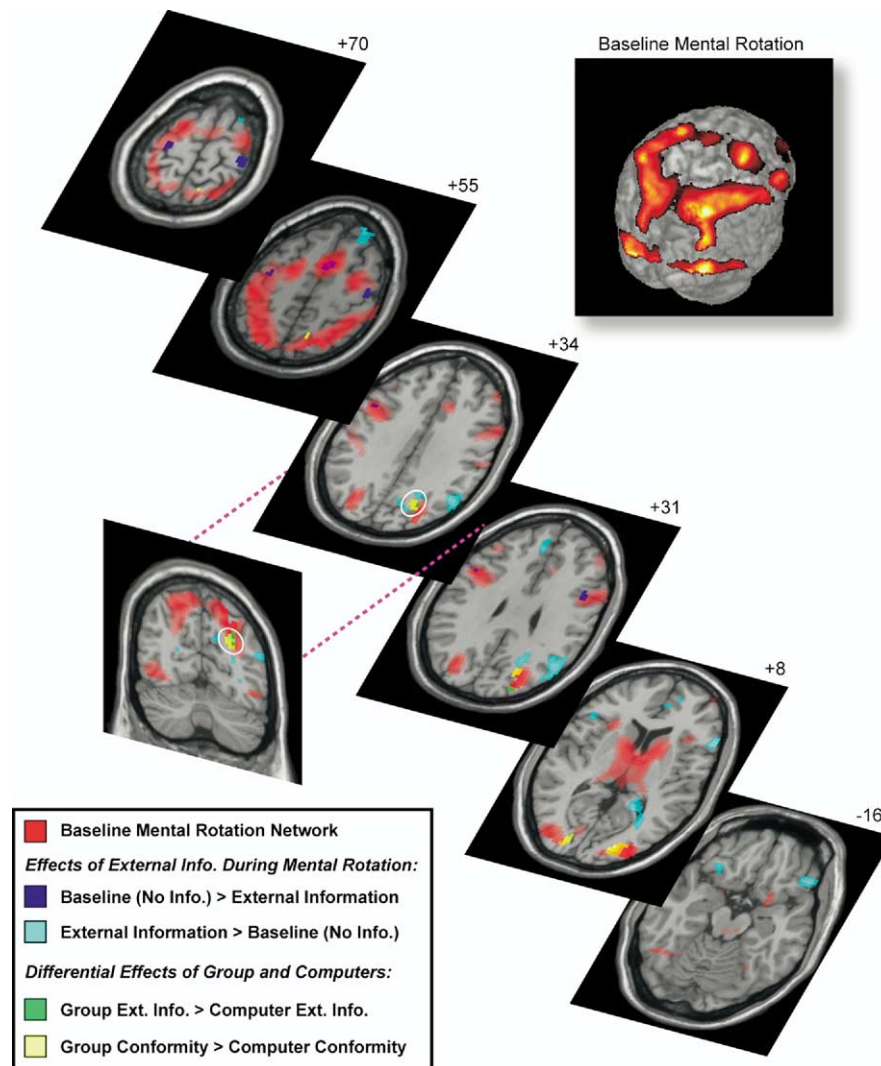 +70
Baseline Mental Rotation
+55
+34
+31
+8
-16
Baseline Mental Rotation Network
Effects of External Info. During Mental Rotation:
Baseline (No Info.) > External Information
External Information > Baseline (No Info.)
Differential Effects of Group and Computers:
Group Ext. Info. > Computer Ext. Info.
Group Conformity > Computer Conformity